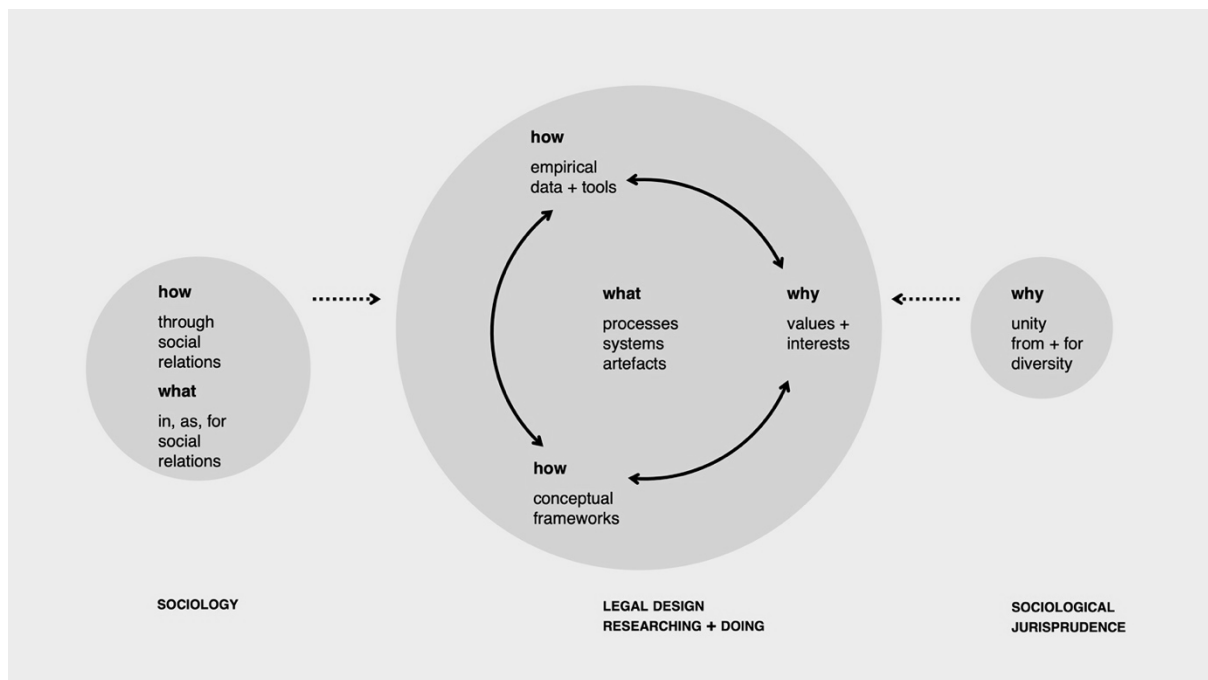 how
through
social
relations
what
in, as, for
social
relations
SOCIOLOGY
how
empirical
data + tools
what
processes
systems
artefacts
why
values +
interests
how
conceptual
frameworks
LEGAL DESIGN
RESEARCHING + DOING
why
unity
from + for
diversity
SOCIOLOGICAL
JURISPRUDENCE